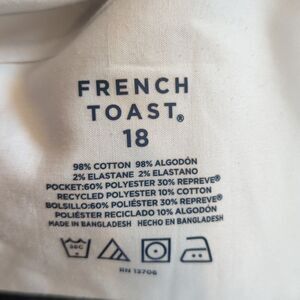 FRENCH
TOAST®
18
98% COTTON 98% ALGODÓN
2% ELASTANE 2% ELASTANO
POCKET:60% POLYESTER 30% REPREVE®
RECYCLED POLYESTER 10% COTTON
BOLSILLO:60% POLIÉSTER 30% REPREVE®
POLIÉSTER RECICLADO 10% ALGODÓN
MADE IN BANGLADESH HECHO EN BANGLADESH
RN 13706